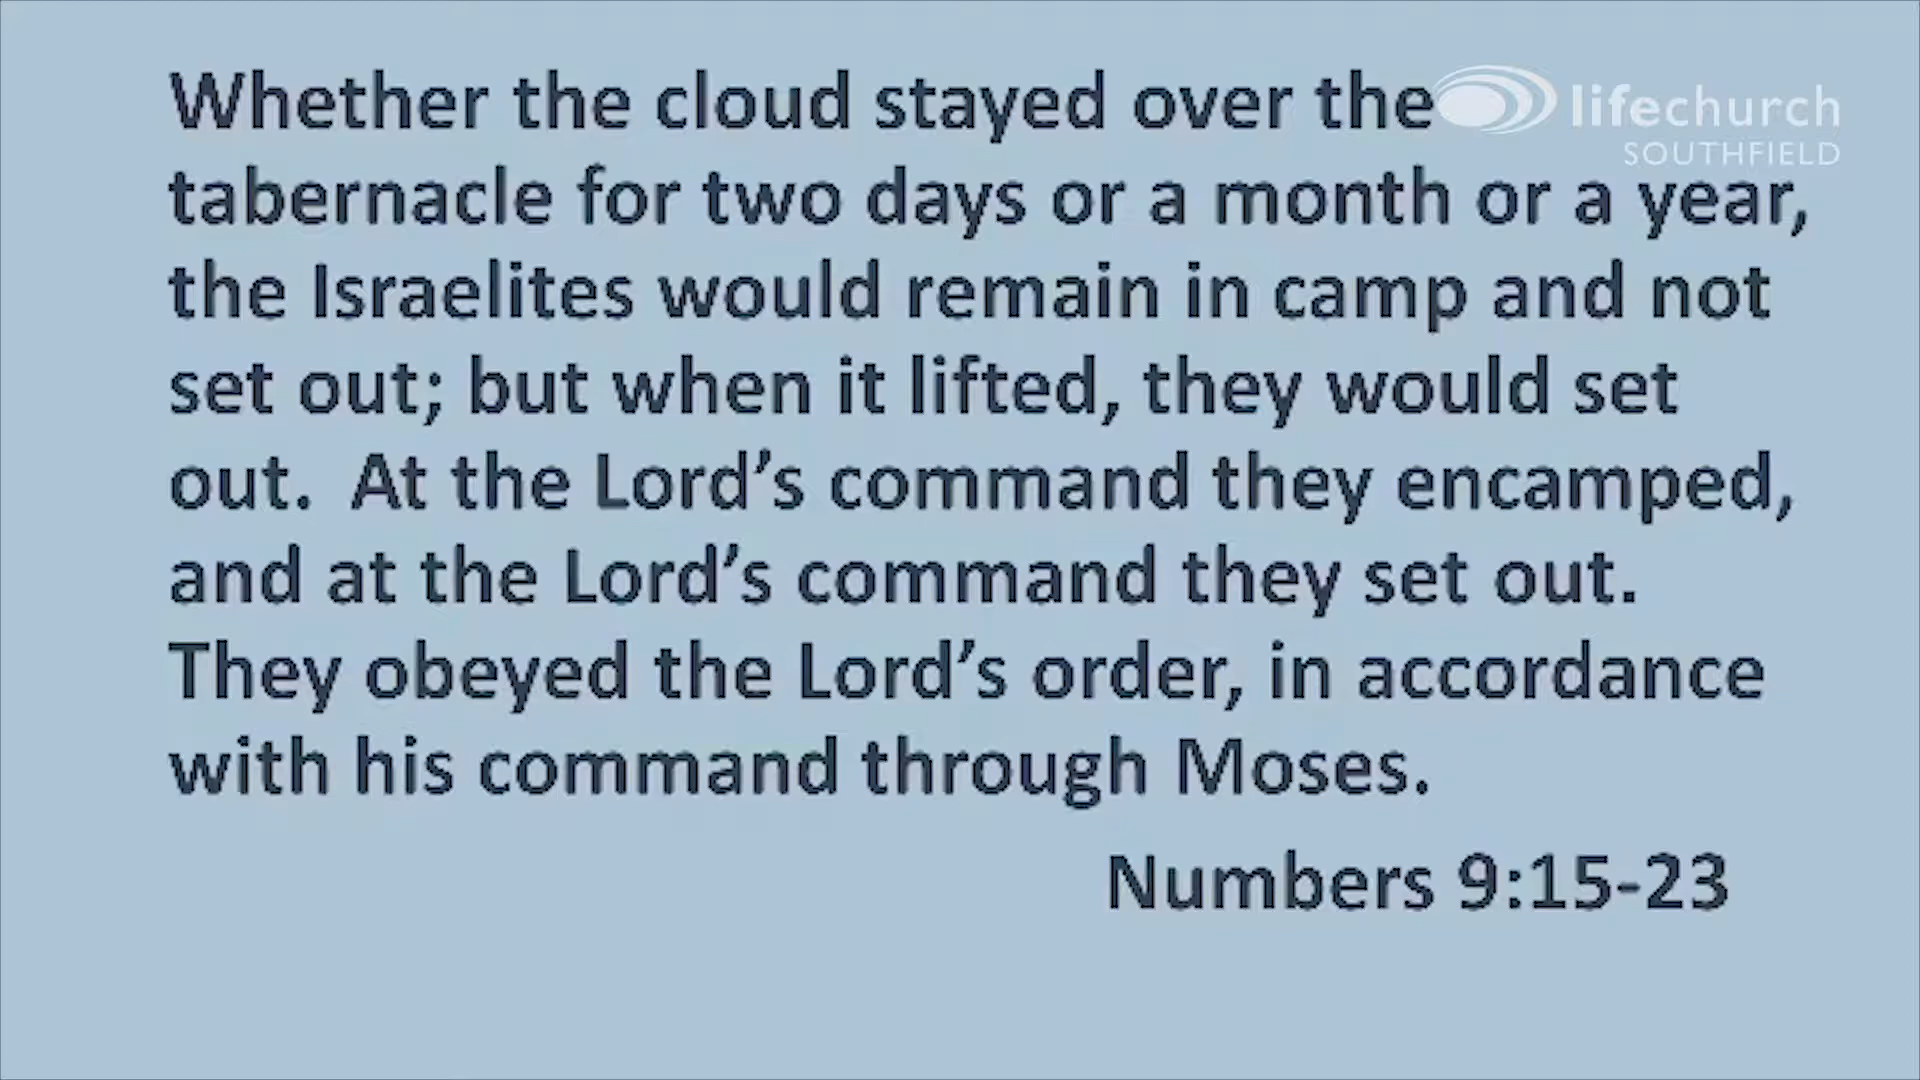 Whether the cloud stayed over the
lifechurch
SOUTHFIELD
tabernacle for two days or a month or a year,
the Israelites would remain in camp and not
set out; but when it lifted, they would set
out.  At the Lord’s command they encamped,
and at the Lord’s command they set out.
They obeyed the Lord’s order, in accordance
with his command through Moses.
Numbers 9:15-23